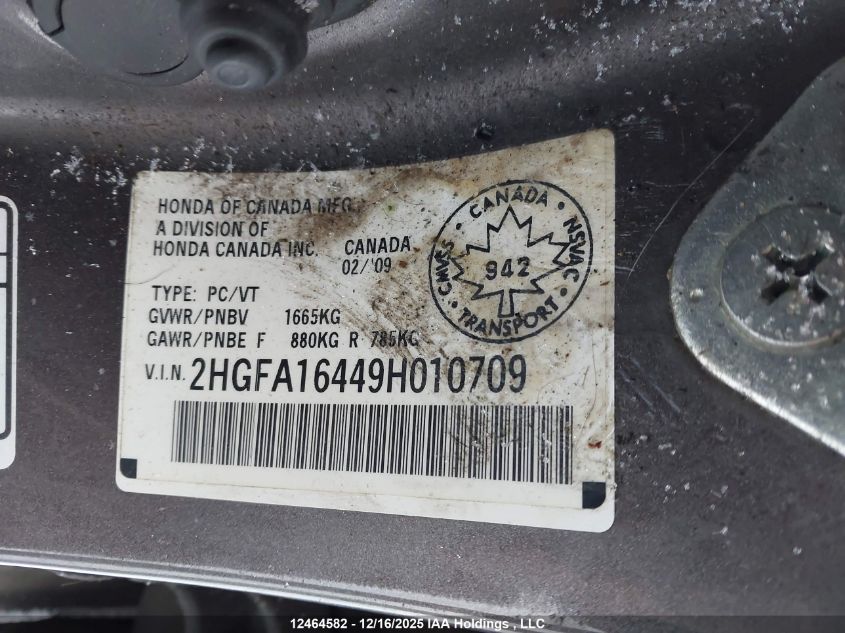 HONDA OF CANADA MFG.
A DIVISION OF
HONDA CANADA INC. CANADA
02/'09
TYPE: PC/VT
GVWR/PNBV 1665KG
GAWR/PNBE F 880KG R 785KG
V.I.N. 2HGFA16449H010709
CANADA
CMVSS
942
NSVAC
TRANSPORT
12464582 - 12/16/2025 IAA Holdings, LLC